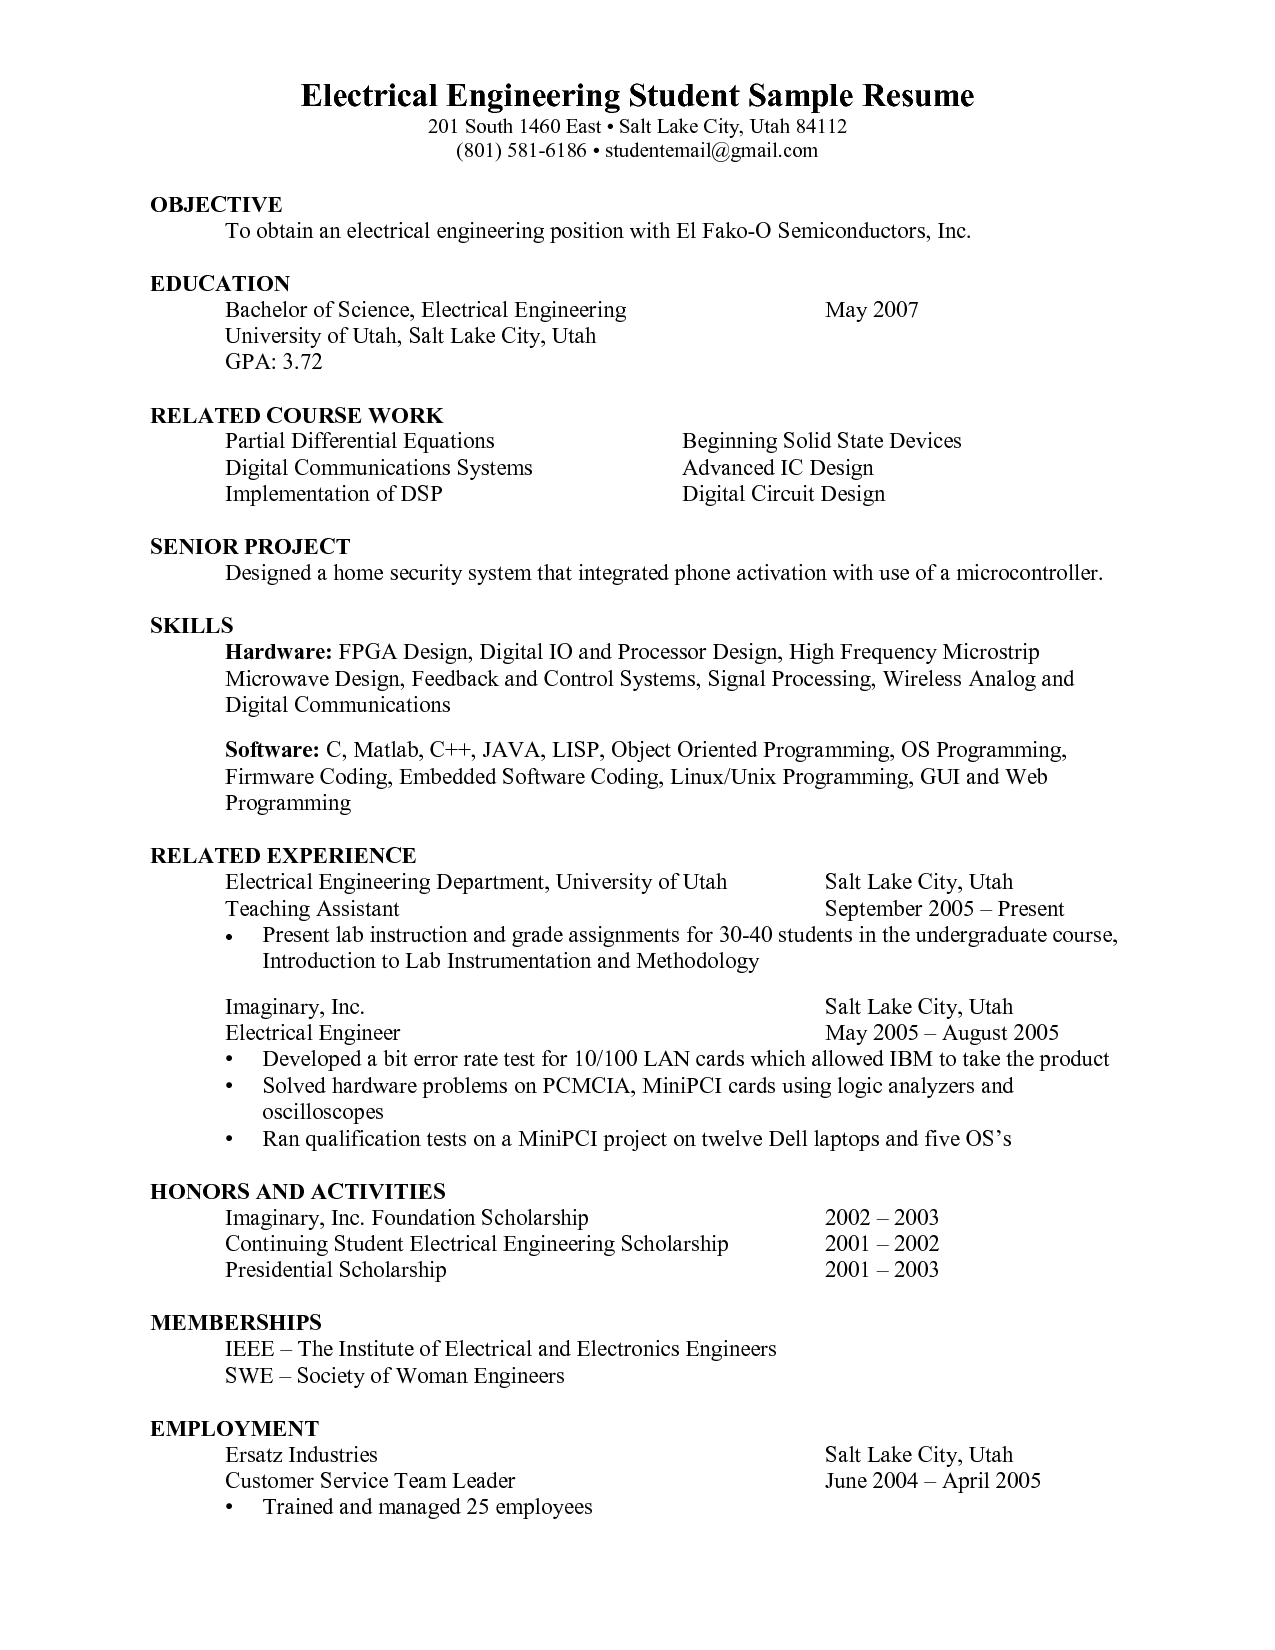 Electrical Engineering Student Sample Resume
201 South 1460 East • Salt Lake City, Utah 84112
(801) 581-6186 • studentemail@gmail.com
OBJECTIVE
To obtain an electrical engineering position with El Fako-O Semiconductors, Inc.
EDUCATION
Bachelor of Science, Electrical Engineering May 2007
University of Utah, Salt Lake City, Utah
GPA: 3.72
RELATED COURSE WORK
Partial Differential Equations Beginning Solid State Devices
Digital Communications Systems Advanced IC Design
Implementation of DSP Digital Circuit Design
SENIOR PROJECT
Designed a home security system that integrated phone activation with use of a microcontroller.
SKILLS
Hardware: FPGA Design, Digital IO and Processor Design, High Frequency Microstrip
Microwave Design, Feedback and Control Systems, Signal Processing, Wireless Analog and
Digital Communications
Software: C, Matlab, C++, JAVA, LISP, Object Oriented Programming, OS Programming,
Firmware Coding, Embedded Software Coding, Linux/Unix Programming, GUI and Web
Programming
RELATED EXPERIENCE
Electrical Engineering Department, University of Utah Salt Lake City, Utah
Teaching Assistant September 2005 – Present
• Present lab instruction and grade assignments for 30-40 students in the undergraduate course,
Introduction to Lab Instrumentation and Methodology
Imaginary, Inc. Salt Lake City, Utah
Electrical Engineer May 2005 – August 2005
• Developed a bit error rate test for 10/100 LAN cards which allowed IBM to take the product
• Solved hardware problems on PCMCIA, MiniPCI cards using logic analyzers and
oscilloscopes
• Ran qualification tests on a MiniPCI project on twelve Dell laptops and five OS’s
HONORS AND ACTIVITIES
Imaginary, Inc. Foundation Scholarship 2002 – 2003
Continuing Student Electrical Engineering Scholarship 2001 – 2002
Presidential Scholarship 2001 – 2003
MEMBERSHIPS
IEEE – The Institute of Electrical and Electronics Engineers
SWE – Society of Woman Engineers
EMPLOYMENT
Ersatz Industries Salt Lake City, Utah
Customer Service Team Leader June 2004 – April 2005
• Trained and managed 25 employees